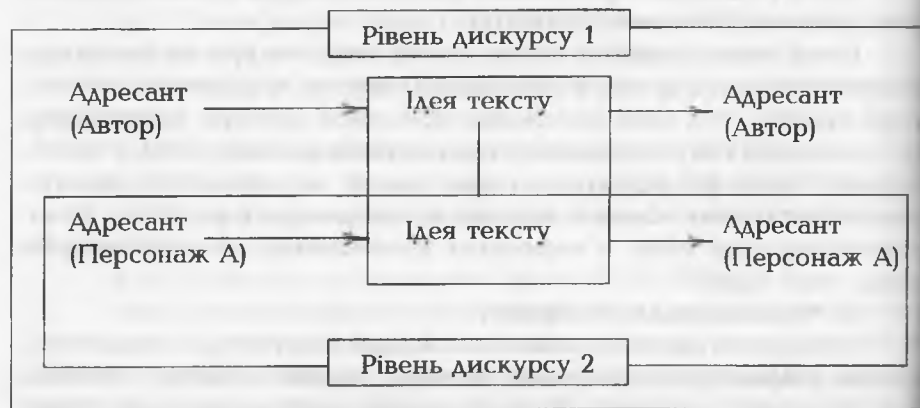 Рівень дискурсу 1
Адресант
(Автор)
Ідея тексту
Адресант
(Автор)
Адресант
(Персонаж А)
Ідея тексту
Адресант
(Персонаж А)
Рівень дискурсу 2